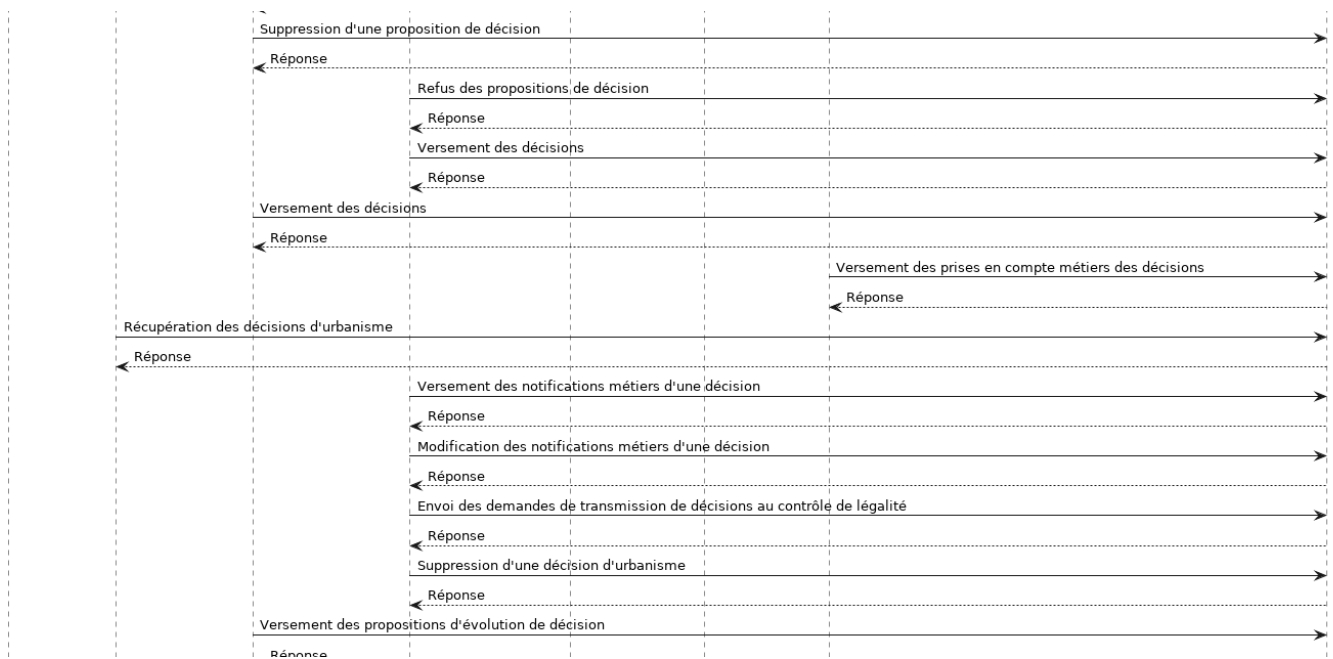 Suppression d'une proposition de décision
Réponse
Refus des propositions de décision
Réponse
Versement des décisions
Réponse
Versement des décisions
Réponse
Versement des prises en compte métiers des décisions
Réponse
Récupération des décisions d'urbanisme
Réponse
Versement des notifications métiers d'une décision
Réponse
Modification des notifications métiers d'une décision
Réponse
Envoi des demandes de transmission de décisions au contrôle de légalité
Réponse
Suppression d'une décision d'urbanisme
Réponse
Versement des propositions d'évolution de décision
Réponse